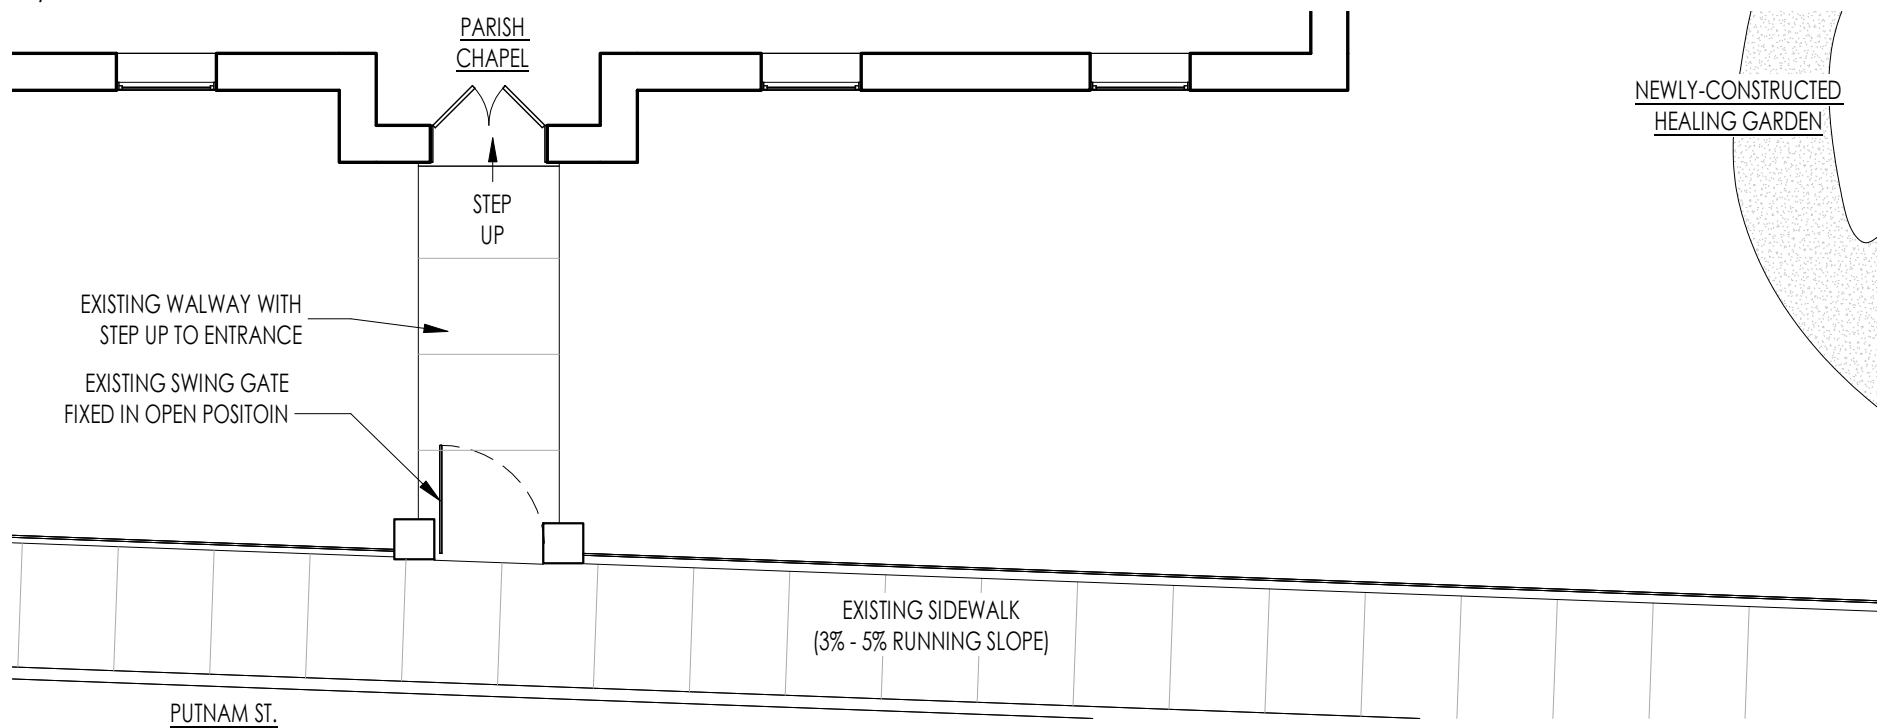 PARISH
CHAPEL
NEWLY-CONSTRUCTED
HEALING GARDEN
STEP
UP
EXISTING WALWAY WITH
STEP UP TO ENTRANCE
EXISTING SWING GATE
FIXED IN OPEN POSITOIN
EXISTING SIDEWALK
(3% - 5% RUNNING SLOPE)
PUTNAM ST.